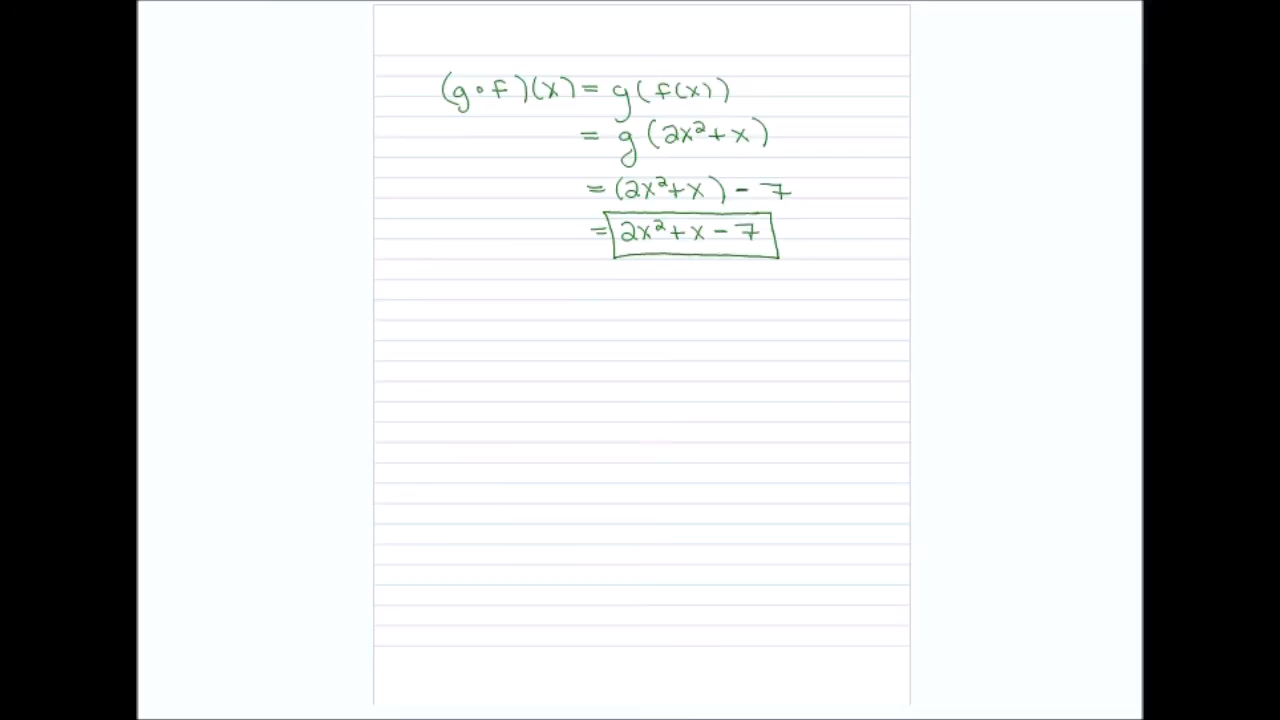 (g∘f)(x) = g(f(x))
= g(2x²+x)
= (2x²+x) - 7
= 2x²+x-7